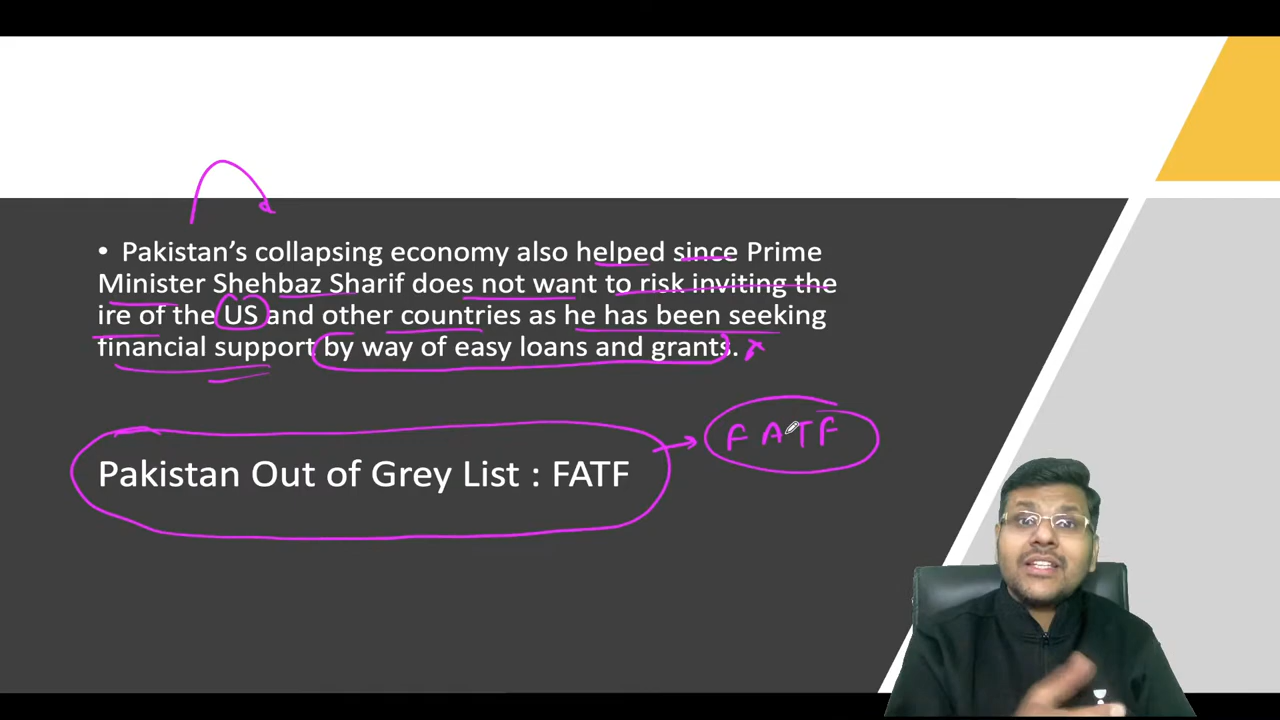 • Pakistan’s collapsing economy also helped since Prime
Minister Shehbaz Sharif does not want to risk inviting the
ire of the US and other countries as he has been seeking
financial support by way of easy loans and grants.
FATF
Pakistan Out of Grey List : FATF